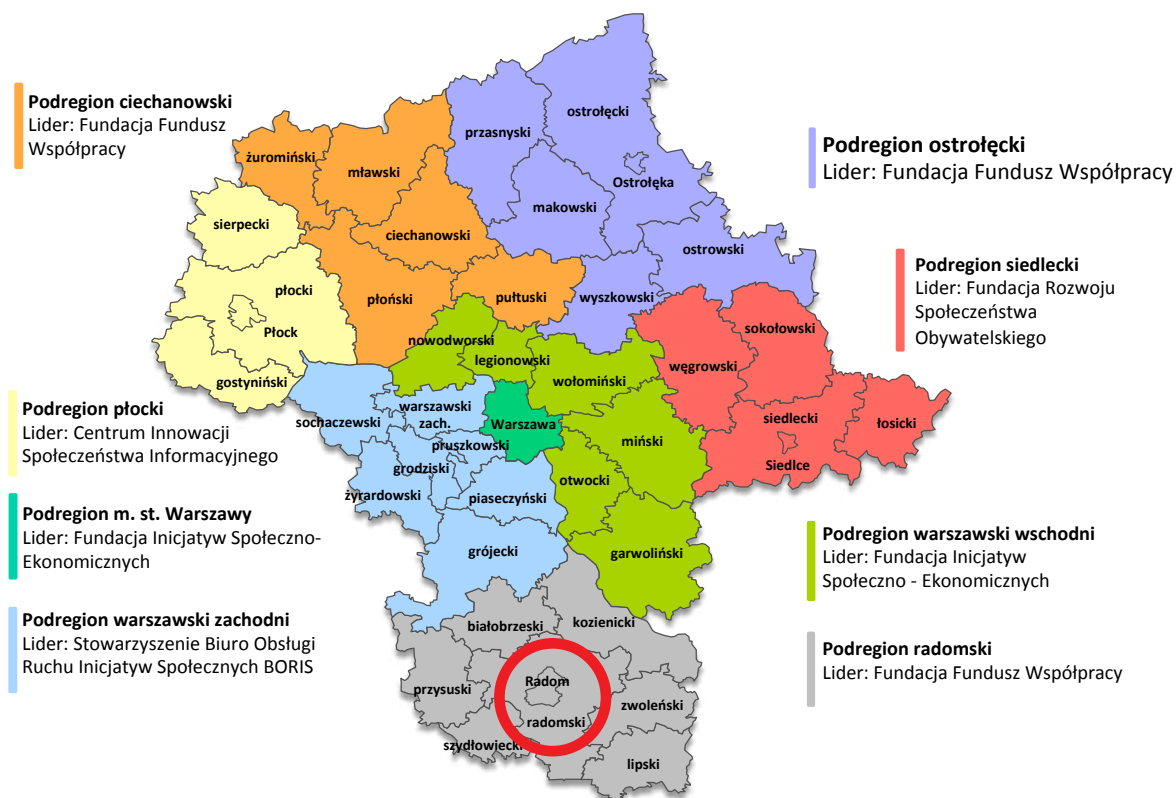 Podregion ciechanowski
Lider: Fundacja Fundusz
Współpracy
Podregion płocki
Lider: Centrum Innowacji
Społeczeństwa Informacyjnego
Podregion m. st. Warszawy
Lider: Fundacja Inicjatyw Społeczno-
Ekonomicznych
Podregion warszawski zachodni
Lider: Stowarzyszenie Biuro Obsługi
Ruchu Inicjatyw Społecznych BORIS
żuromiński
mławski
ciechanowski
płoński
pułtuski
przasnyski
ostrołęcki
Ostrołęka
makowski
ostrowski
wyszkowski
sierpecki
płocki
Płock
gostyniński
nowodworski
legionowski
wołomiński
węgrowski
sokołowski
siedlecki
Siedlce
łosicki
sochaczewski
warszawski
zach.
Warszawa
pruszkowski
grodziski
żyrardowski
piaseczyński
grójecki
miński
otwocki
garwoliński
białobrzeski
kozienicki
przysuski
Radom
radomski
zwoleński
szydłowiecki
lipski
Podregion ostrołęcki
Lider: Fundacja Fundusz Współpracy
Podregion siedlecki
Lider: Fundacja Rozwoju
Społeczeństwa
Obywatelskiego
Podregion warszawski wschodni
Lider: Fundacja Inicjatyw
Społeczno - Ekonomicznych
Podregion radomski
Lider: Fundacja Fundusz Współpracy